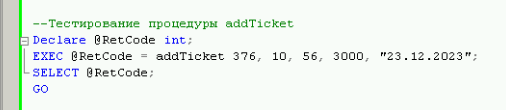 --Тестирование процедуры addTicket
Declare @RetCode int;
EXEC @RetCode = addTicket 376, 10, 56, 3000, "23.12.2023";
SELECT @RetCode;
GO